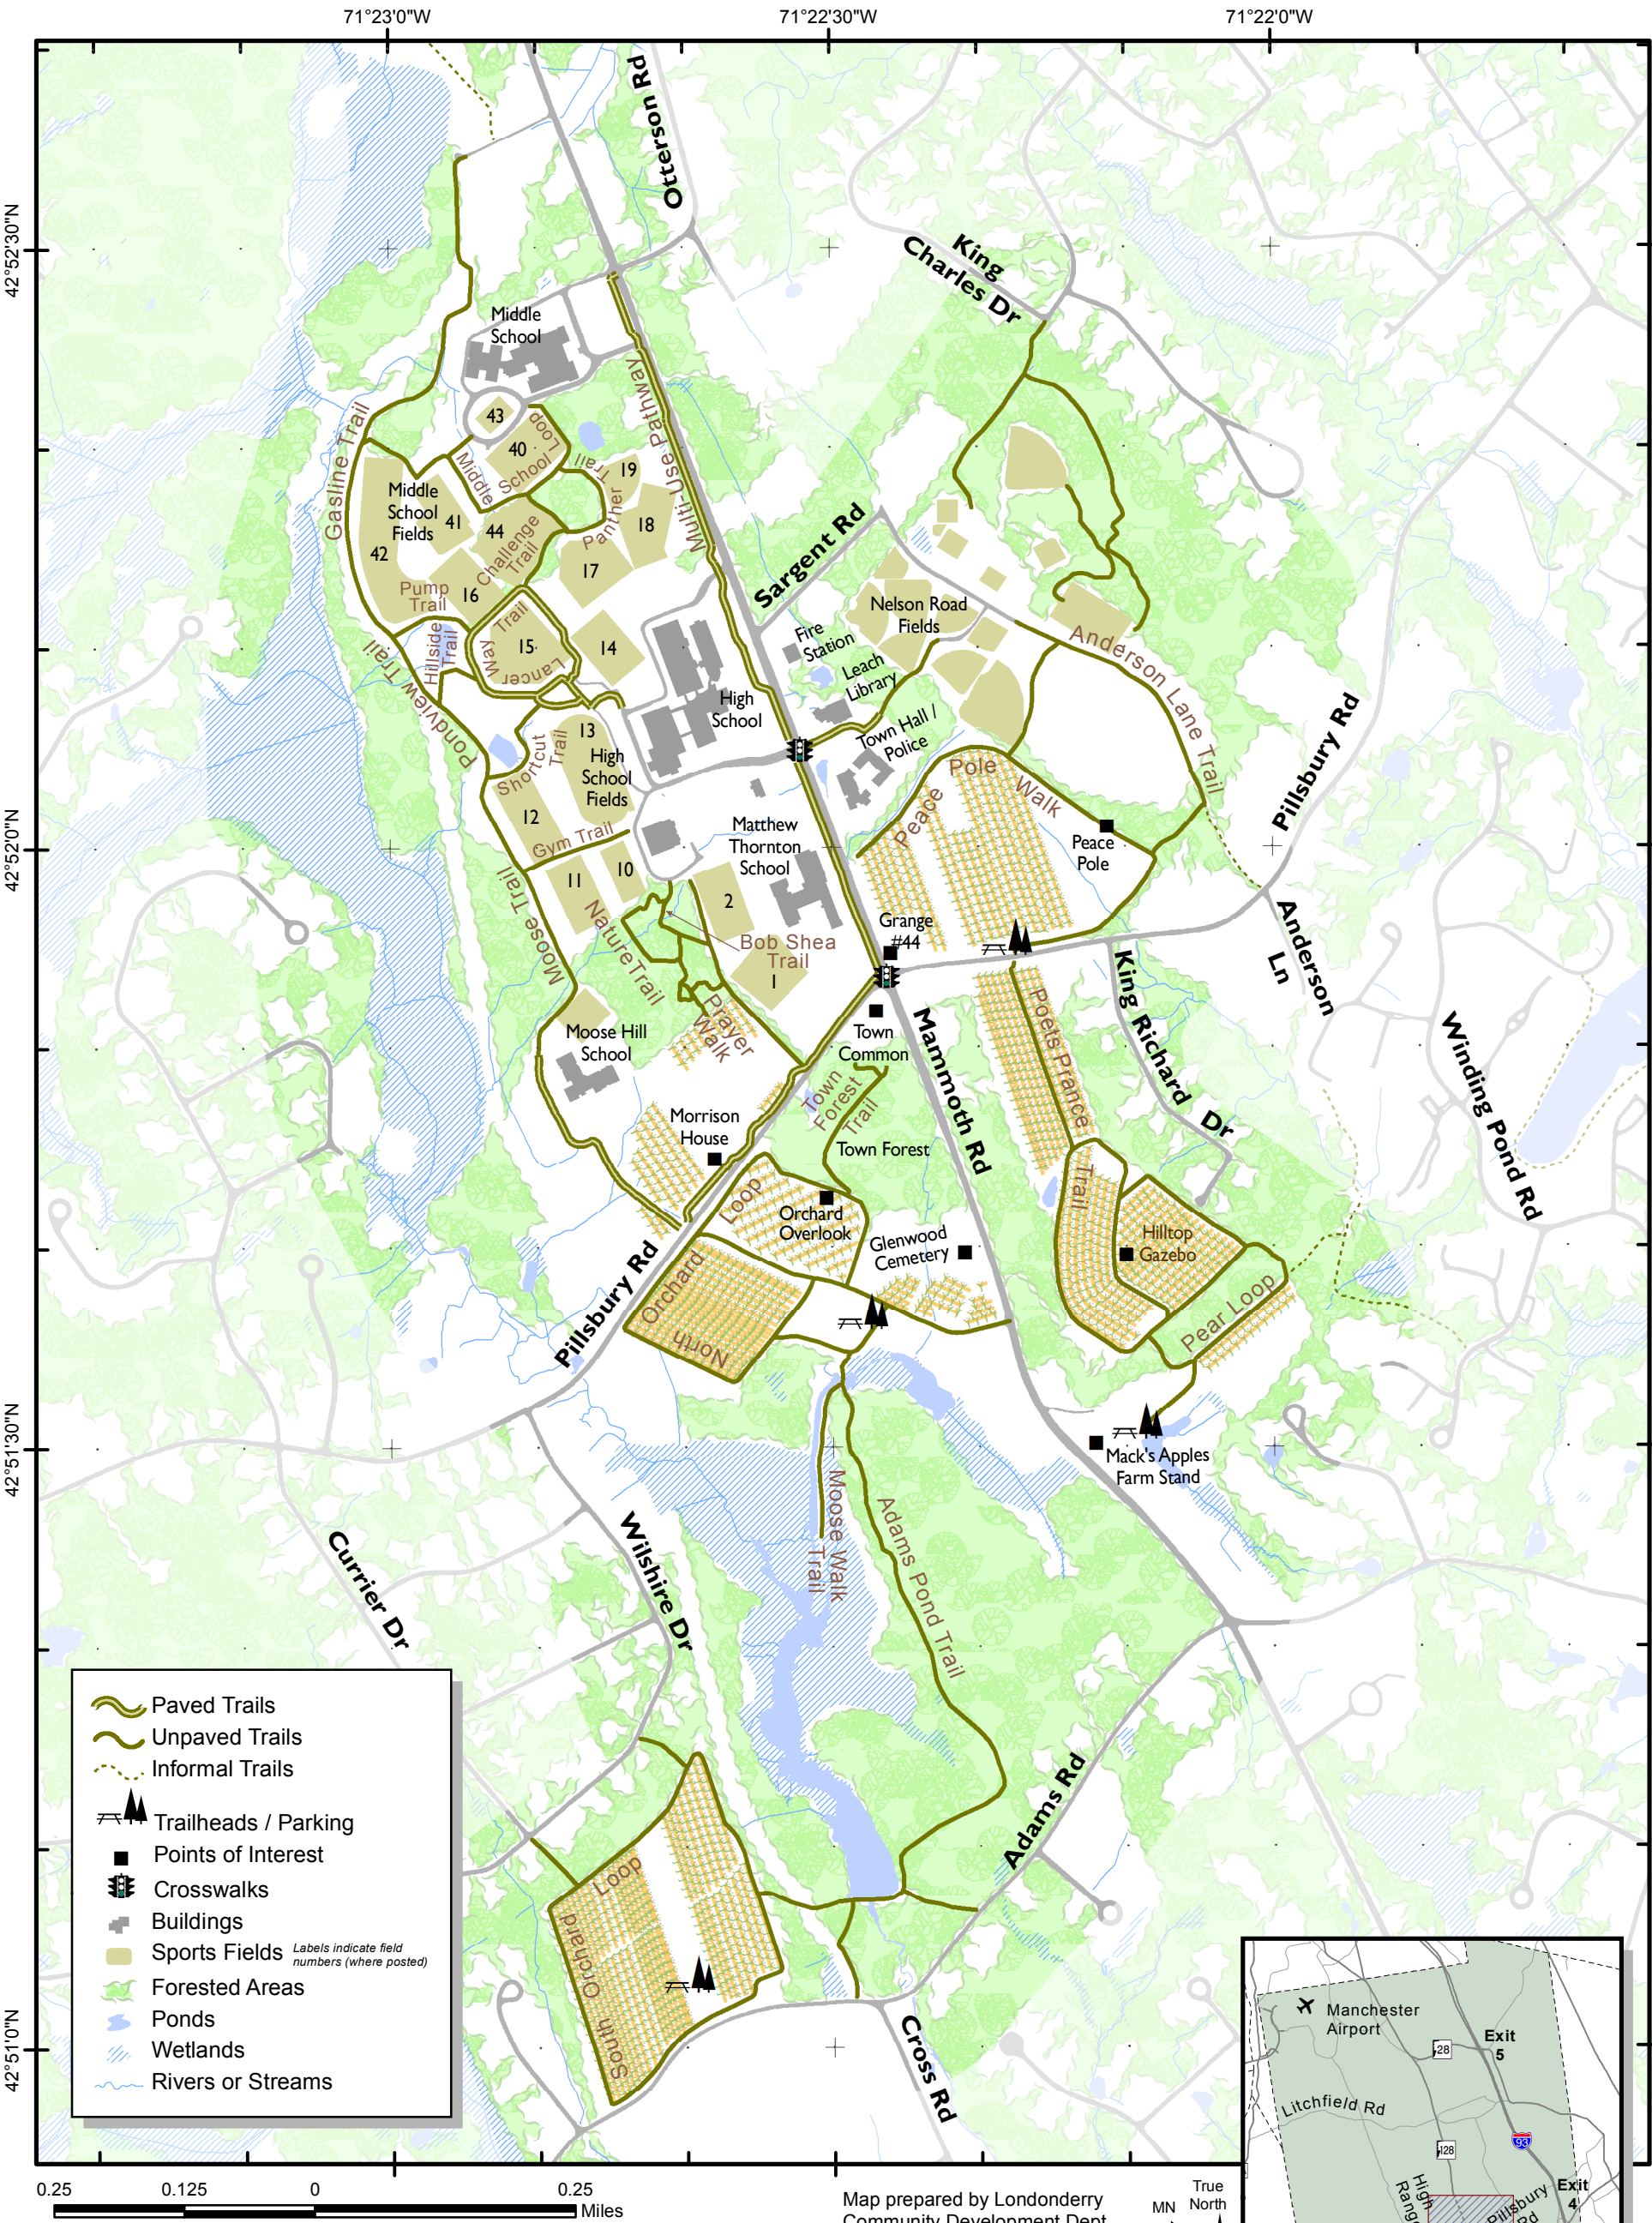 71°23'0"W
71°22'30"W
71°22'0"W
42°52'30"N
42°52'0"N
42°51'30"N
42°51'0"N
Otterson Rd
King
Charles Dr
Middle
School
Multi-Use Pathway
Gasline Trail
43
40
Middle
School
Loop
Panther
Trail
19
18
17
Middle
School
Fields
41
44
42
Challenge
Trail
16
Pump
Trail
Hillside
Trail
Lancer
Way
Trail
15
14
Sargent Rd
Fire
Station
Leach
Library
Nelson Road
Fields
Anderson Lane Trail
Pondview Trail
High
School
Town Hall /
Police
13
High
School
Fields
Shortcut
Trail
12
Gym Trail
Peace
Pole
Walk
Peace
Pole
Pillsbury Rd
Matthew
Thornton
School
11
10
2
Moose Trail
Nature Trail
Bob Shea
Trail
1
Grange
#44
Anderson
Ln
King Richard Dr
Winding Pond Rd
Prayer
Walk
Moose Hill
School
Town
Common
Mammoth Rd
Poets Prance
Trail
Town
Forest
Trail
Town Forest
Morrison
House
Orchard
Overlook
Glenwood
Cemetery
Hilltop
Gazebo
Pear Loop
North
Orchard
Loop
Pillsbury Rd
Mack's Apples
Farm Stand
Moose Walk
Trail
Adams Pond Trail
Currier Dr
Wilshire Dr
Adams Rd
South
Orchard
Loop
Cross Rd
Paved Trails
Unpaved Trails
Informal Trails
Trailheads / Parking
Points of Interest
Crosswalks
Buildings
Sports Fields
Labels indicate field
numbers (where posted)
Forested Areas
Ponds
Wetlands
Rivers or Streams
0.25
0.125
0
0.25
Miles
Map prepared by Londonderry
Community Development Dept
MN
True
North
Manchester
Airport
Exit
5
28
Litchfield Rd
128
93
High
Range
Pillsbury
Rd
Exit
4